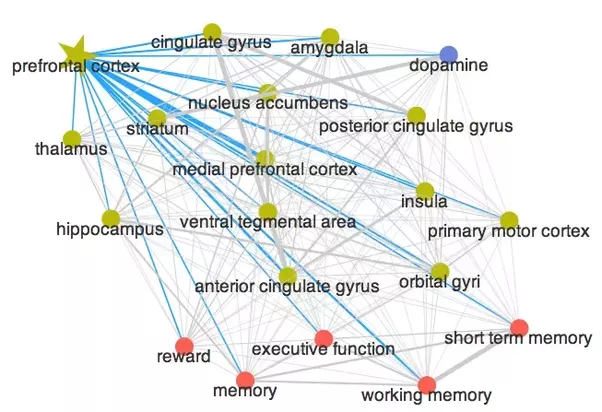 cingulate gyrus
amygdala
prefrontal cortex
dopamine
nucleus accumbens
striatum
posterior cingulate gyrus
thalamus
medial prefrontal cortex
insula
hippocampus
ventral tegmental area
primary motor cortex
anterior cingulate gyrus
orbital gyri
reward
executive function
short term memory
memory
working memory